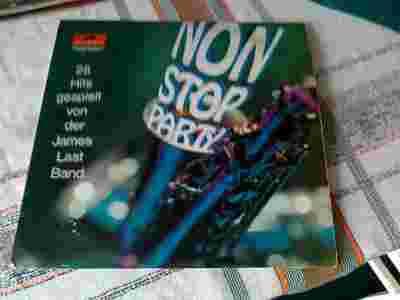 NON
STOP
PARTY
28
Hits
gespielt
von
der
James
Last
Band